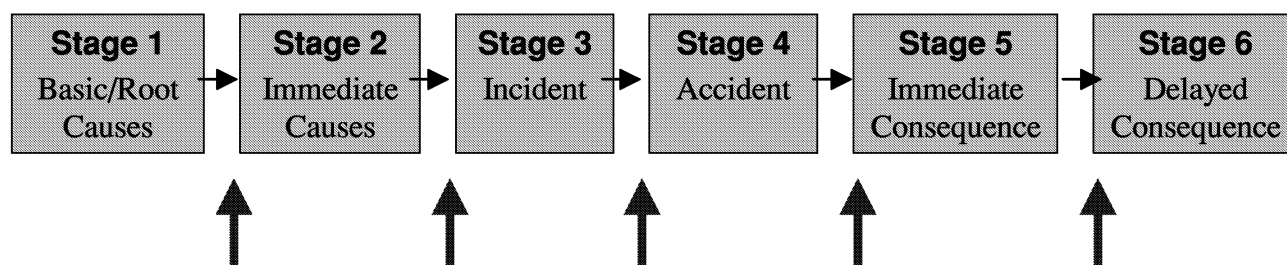 Stage 1
Basic/Root
Causes
Stage 2
Immediate
Causes
Stage 3
Incident
Stage 4
Accident
Stage 5
Immediate
Consequence
Stage 6
Delayed
Consequence